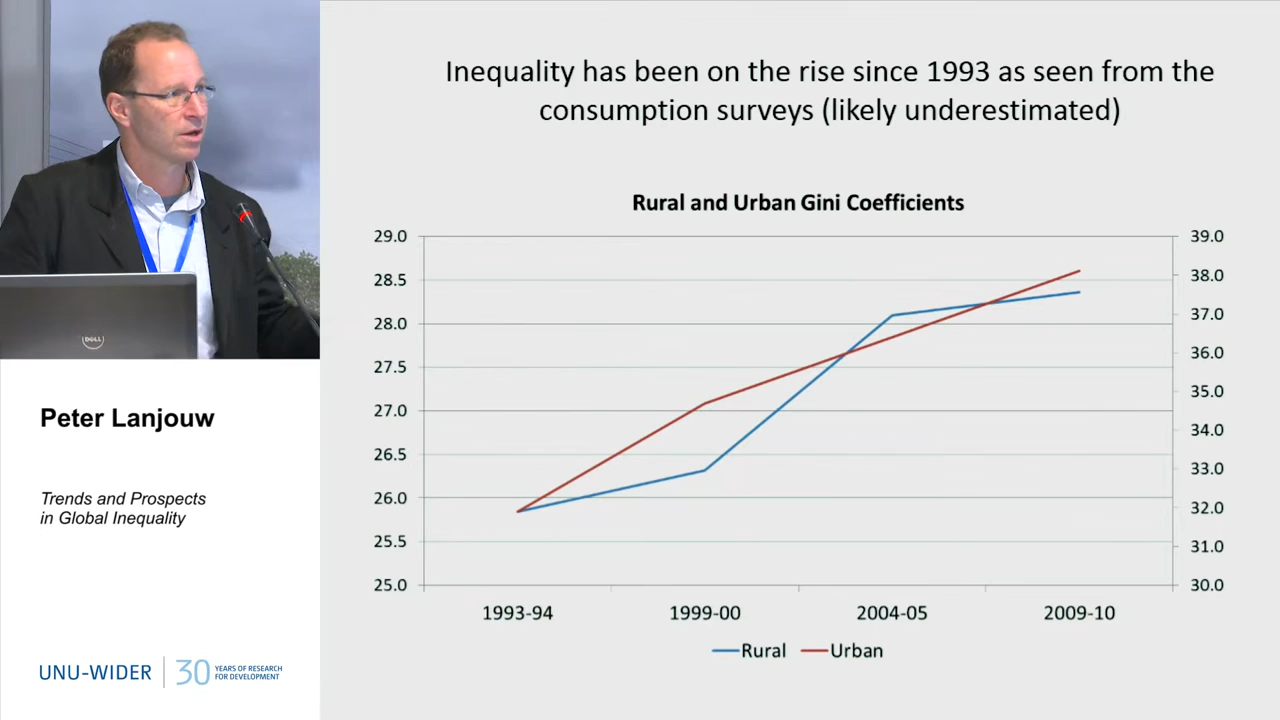 Inequality has been on the rise since 1993 as seen from the
consumption surveys (likely underestimated)
Rural and Urban Gini Coefficients
29.0
28.5
28.0
27.5
27.0
26.5
26.0
25.5
25.0
39.0
38.0
37.0
36.0
35.0
34.0
33.0
32.0
31.0
30.0
1993-94 1999-00 2004-05 2009-10
Rural Urban
DELL
Peter Lanjouw
Trends and Prospects
in Global Inequality
UNU-WIDER
30 YEARS OF RESEARCH
FOR DEVELOPMENT